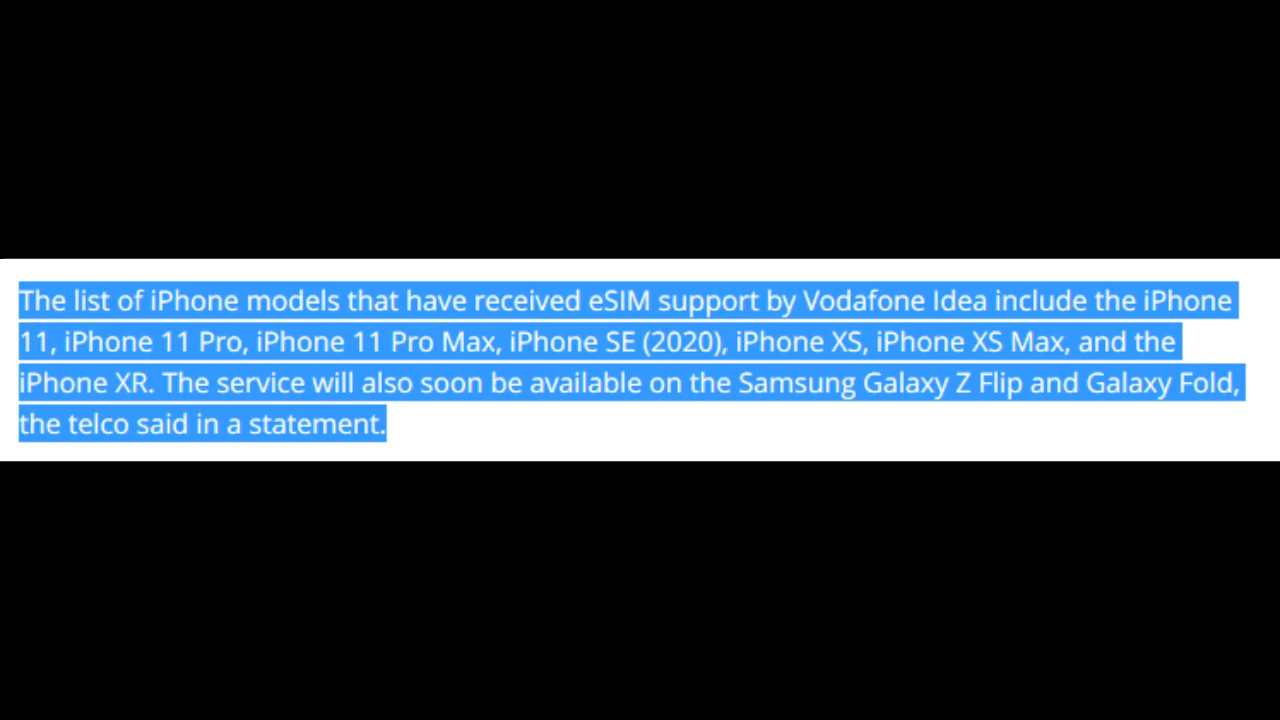 The list of iPhone models that have received eSIM support by Vodafone Idea include the iPhone
11, iPhone 11 Pro, iPhone 11 Pro Max, iPhone SE (2020), iPhone XS, iPhone XS Max, and the
iPhone XR. The service will also soon be available on the Samsung Galaxy Z Flip and Galaxy Fold,
the telco said in a statement.